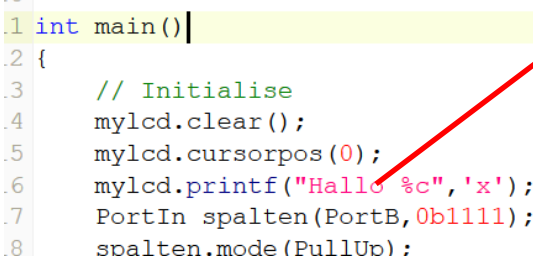 .1 int main()
.2 {
.3 // Initialise
.4 mylcd.clear();
.5 mylcd.cursorpos(0);
.6 mylcd.printf("Hallo %c",'x');
.7 PortIn spalten(PortB,0b1111);
.8 spalten.mode(PullUp);